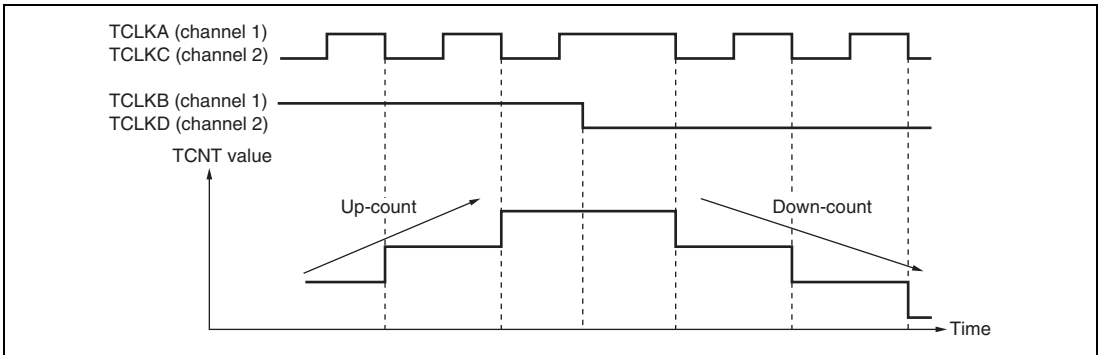 TCLKA (channel 1)
TCLKC (channel 2)
TCLKB (channel 1)
TCLKD (channel 2)
TCNT value
Up-count
Down-count
Time